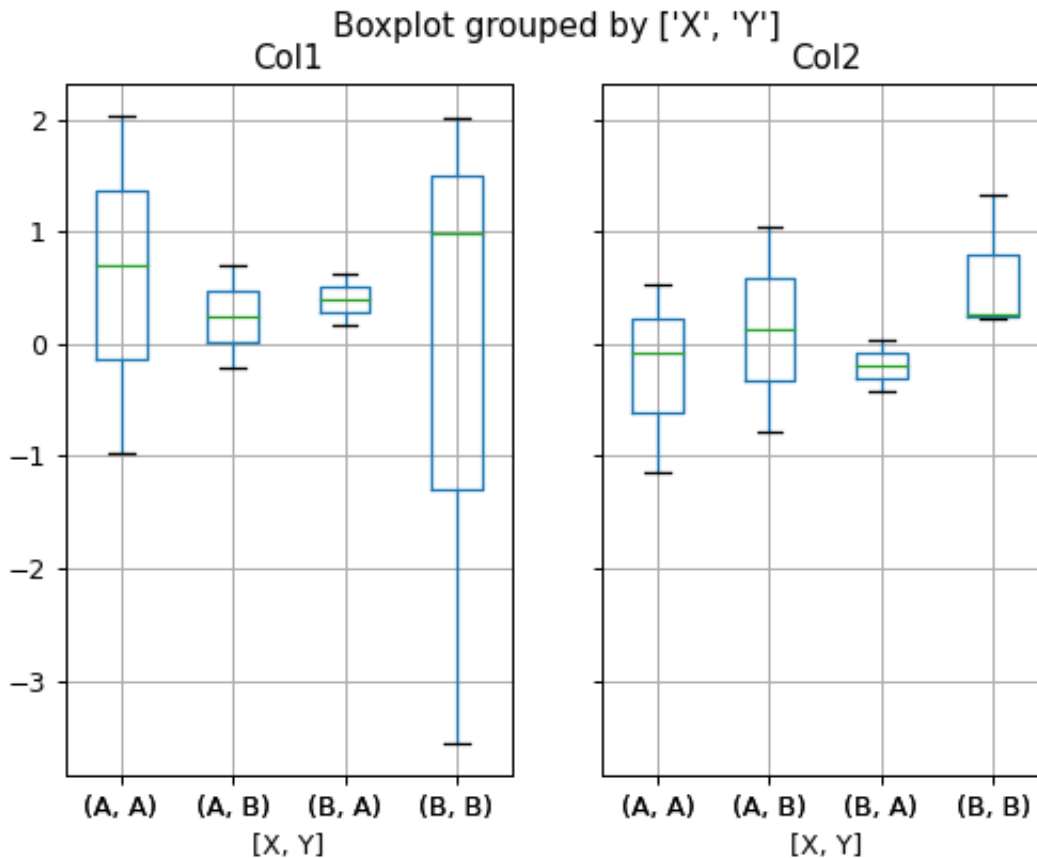 Boxplot grouped by ['X', 'Y']
Col1
Col2
2
1
0
−1
−2
−3
(A, A) (A, B) (B, A) (B, B)
[X, Y]
(A, A) (A, B) (B, A) (B, B)
[X, Y]